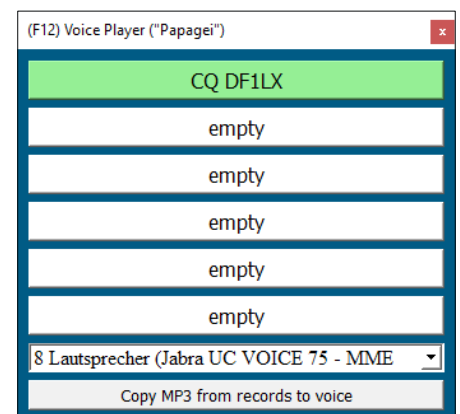 (F12) Voice Player ("Papagei")
x
CQ DF1LX
empty
empty
empty
empty
empty
8 Lautsprecher (Jabra UC VOICE 75 - MME
Copy MP3 from records to voice